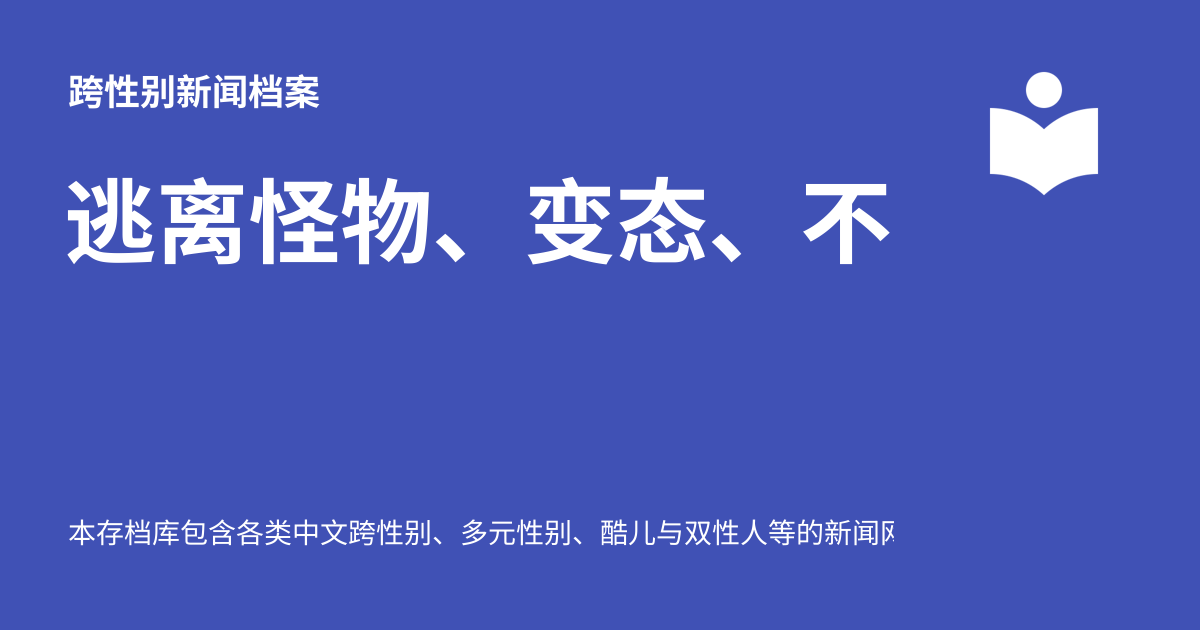 跨性别新闻档案
逃离怪物、变态、不
本存档库包含各类中文跨性别、多元性别、酷儿与双性人等的新闻